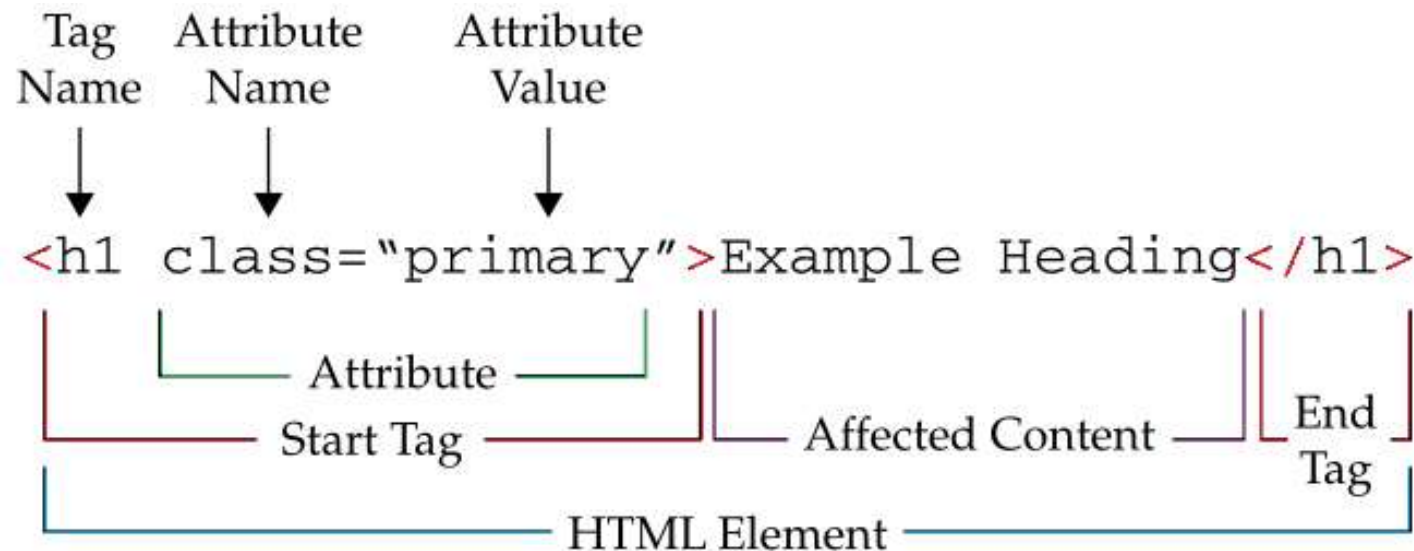 Tag Attribute Attribute
Name Name Value
<h1 class=“primary”>Example Heading</h1>
Attribute
Start Tag
Affected Content
End
Tag
HTML Element